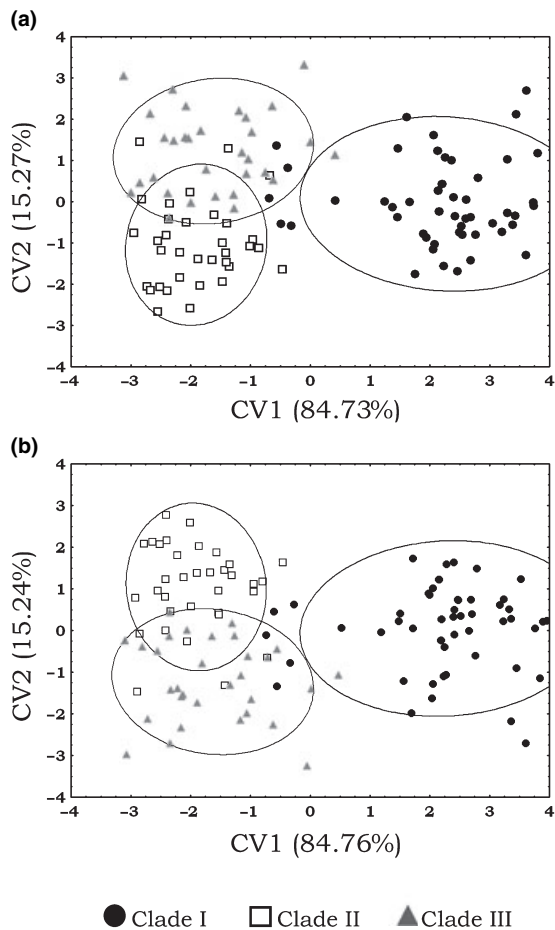 (a)
4
3
2
1
0
−1
−2
−3
−4
CV2 (15.27%)
−4 −3 −2 −1 0 1 2 3 4
CV1 (84.73%)
(b)
4
3
2
1
0
−1
−2
−3
−4
CV2 (15.24%)
−4 −3 −2 −1 0 1 2 3 4
CV1 (84.76%)
Clade I Clade II Clade III